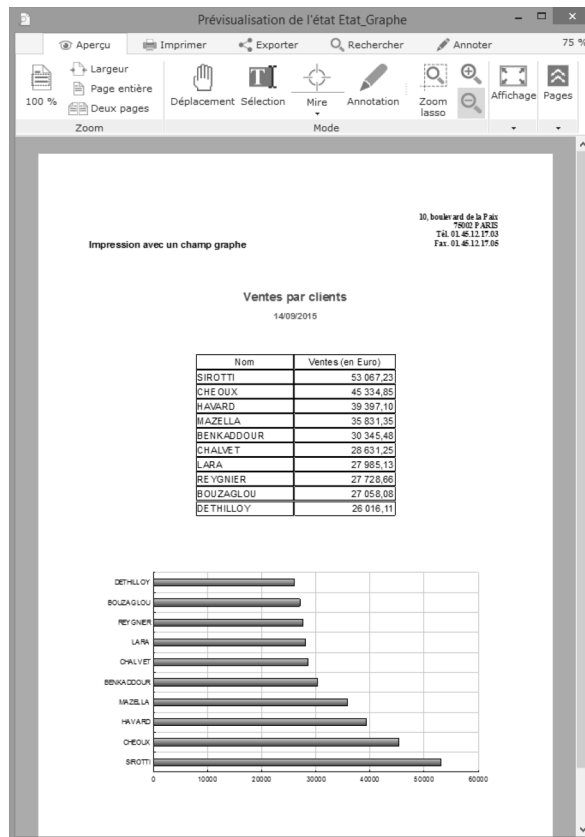 Prévisualisation de l'état Etat_Graphe
Aperçu Imprimer Exporter Rechercher Annoter 75 %
100 %
Largeur
Page entière
Deux pages
Déplacement Sélection Mire Annotation
Zoom lasso
Affichage Pages
Zoom Mode
10, boulevard de la Paix
75002 PARIS
Tél. 01.45.12.17.03
Fax. 01.45.12.17.05
Impression avec un champ graphe
Ventes par clients
14/09/2015
Nom Ventes (en Euro)
SIROTTI 53 067,23
CHEOUX 45 334,85
HAVARD 39 397,10
MAZELLA 35 831,35
BENKADDOUR 30 345,48
CHALVET 28 631,25
LARA 27 985,13
REYGNIER 27 728,66
BOUZAGLOU 27 058,08
DETHILLOY 26 016,11
DETHILLOY
BOUZAGLOU
REYGNIER
LARA
CHALVET
BENKADDOUR
MAZELLA
HAVARD
CHEOUX
SIROTTI
0 10000 20000 30000 40000 50000 60000